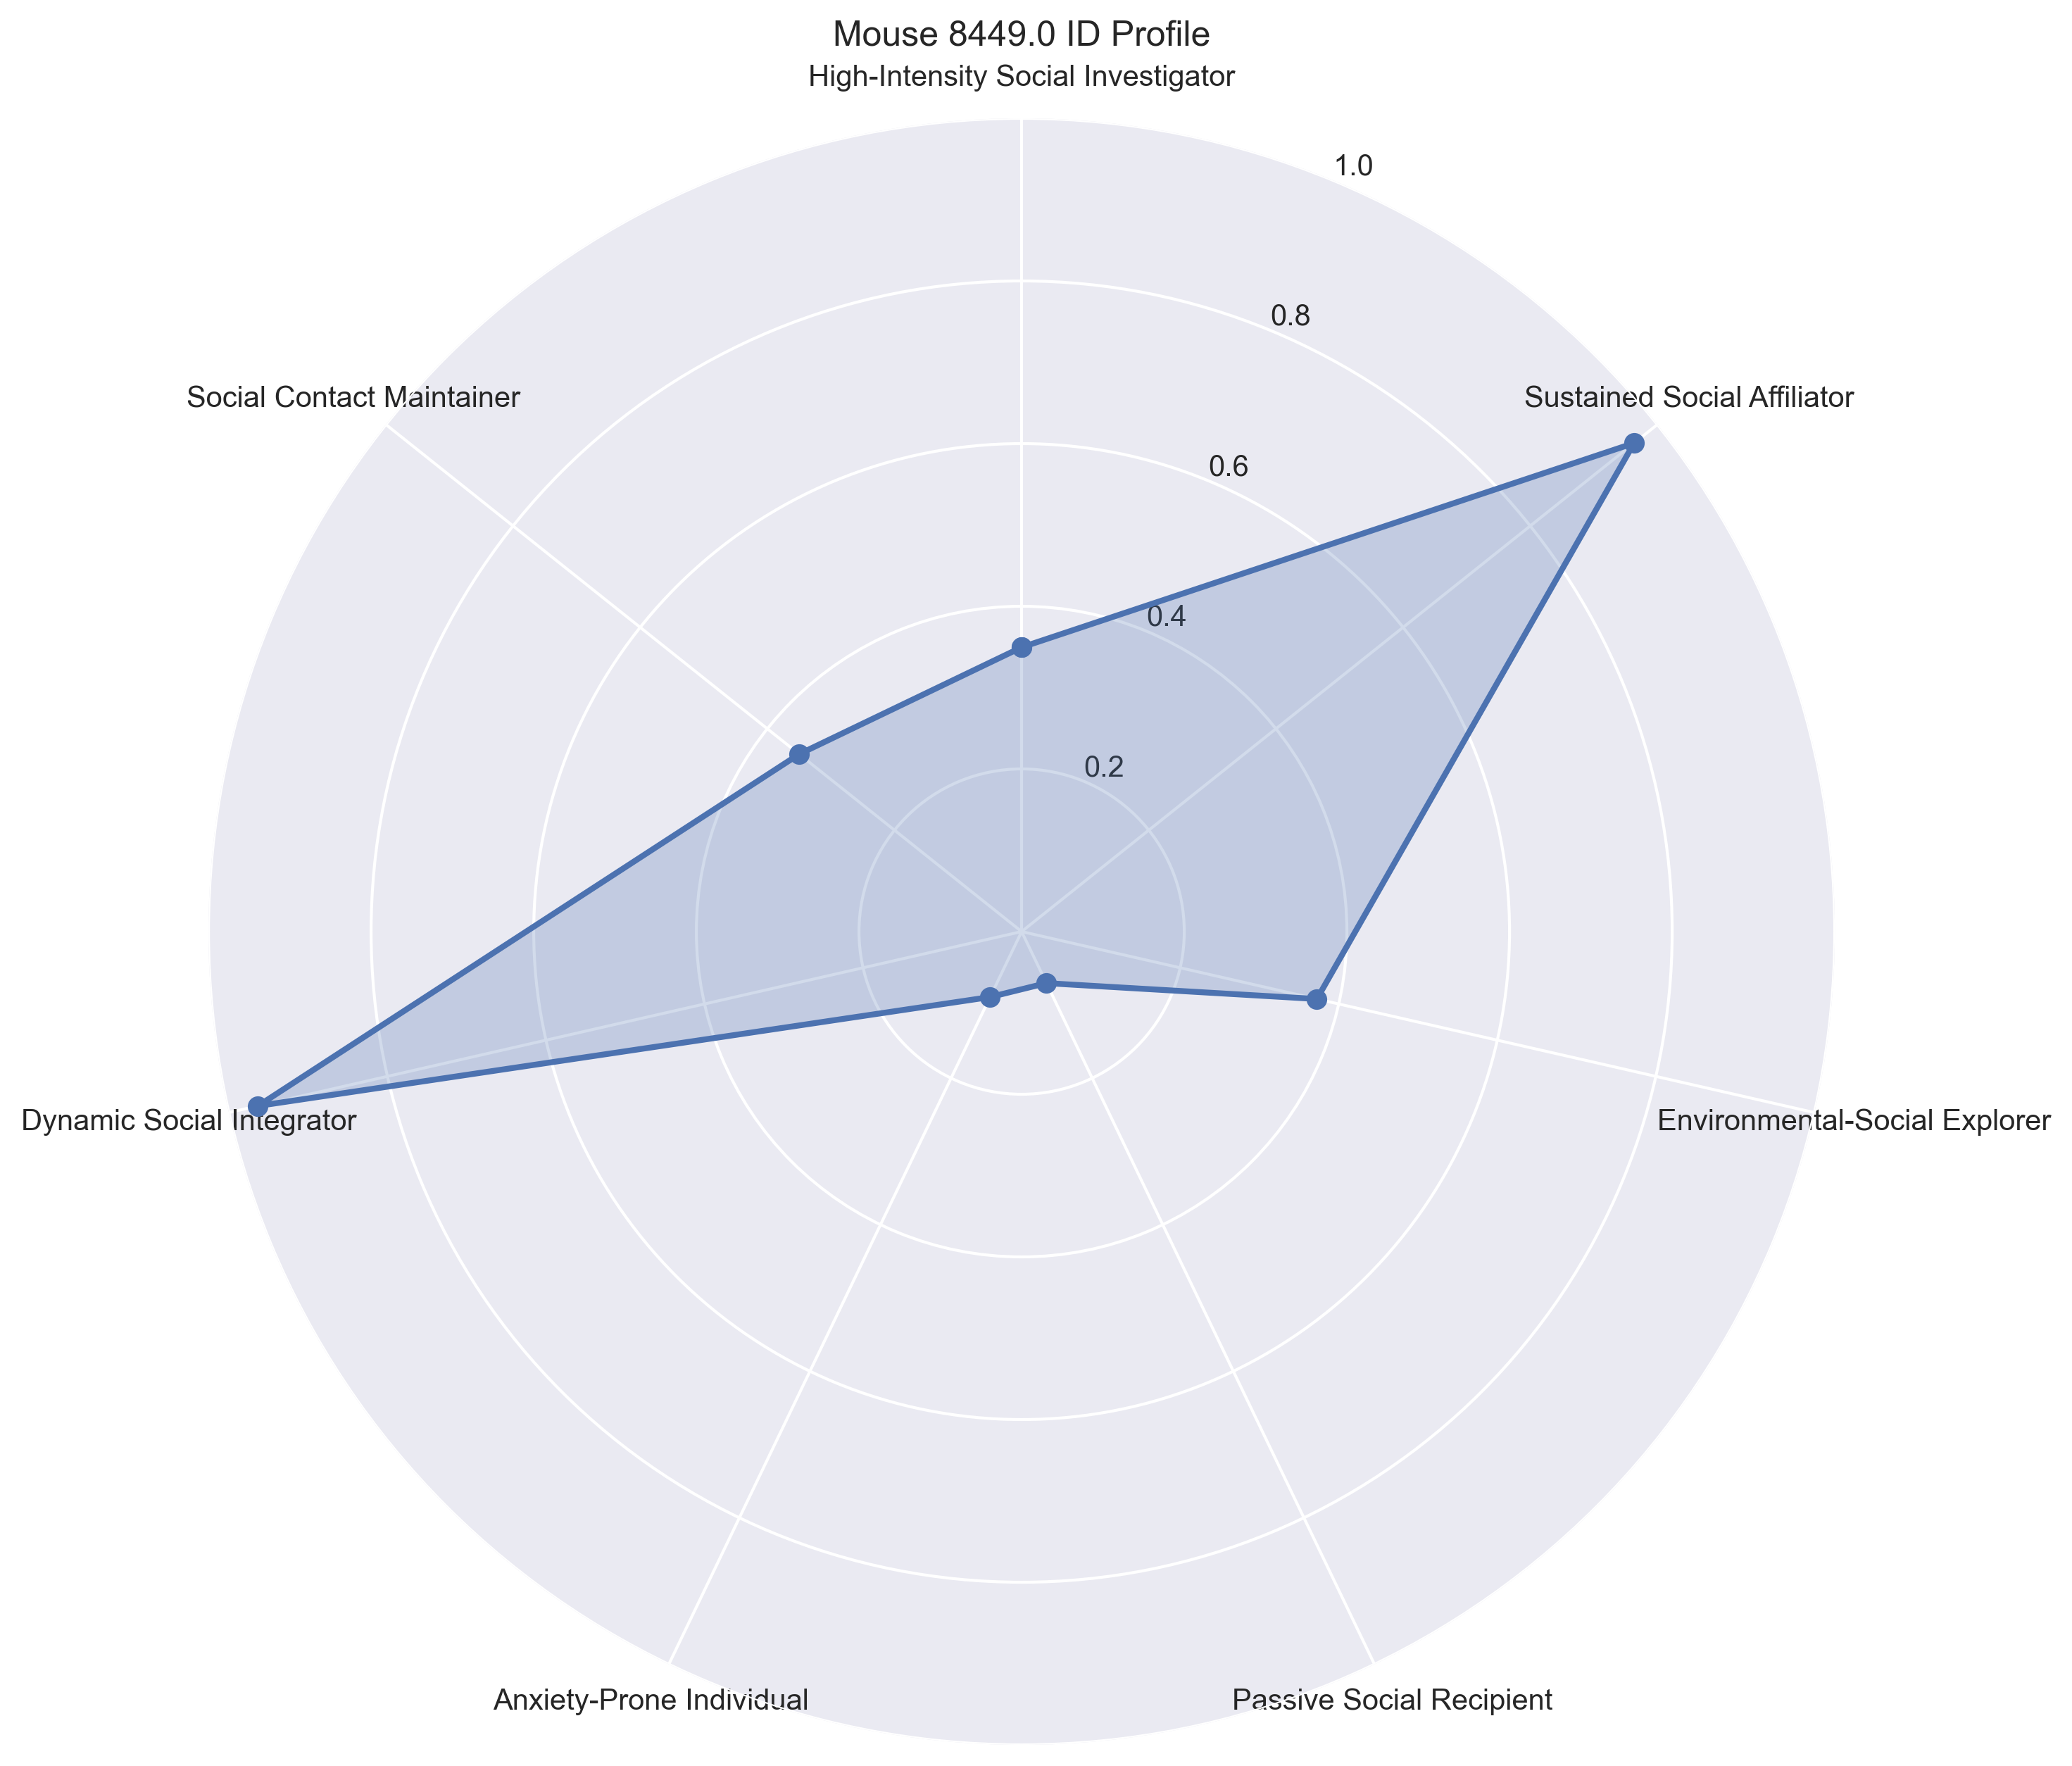 Mouse 8449.0 ID Profile
High-Intensity Social Investigator
1.0
0.8
Social Contact Maintainer
Sustained Social Affiliator
0.6
0.4
0.2
Dynamic Social Integrator
Environmental-Social Explorer
Anxiety-Prone Individual
Passive Social Recipient